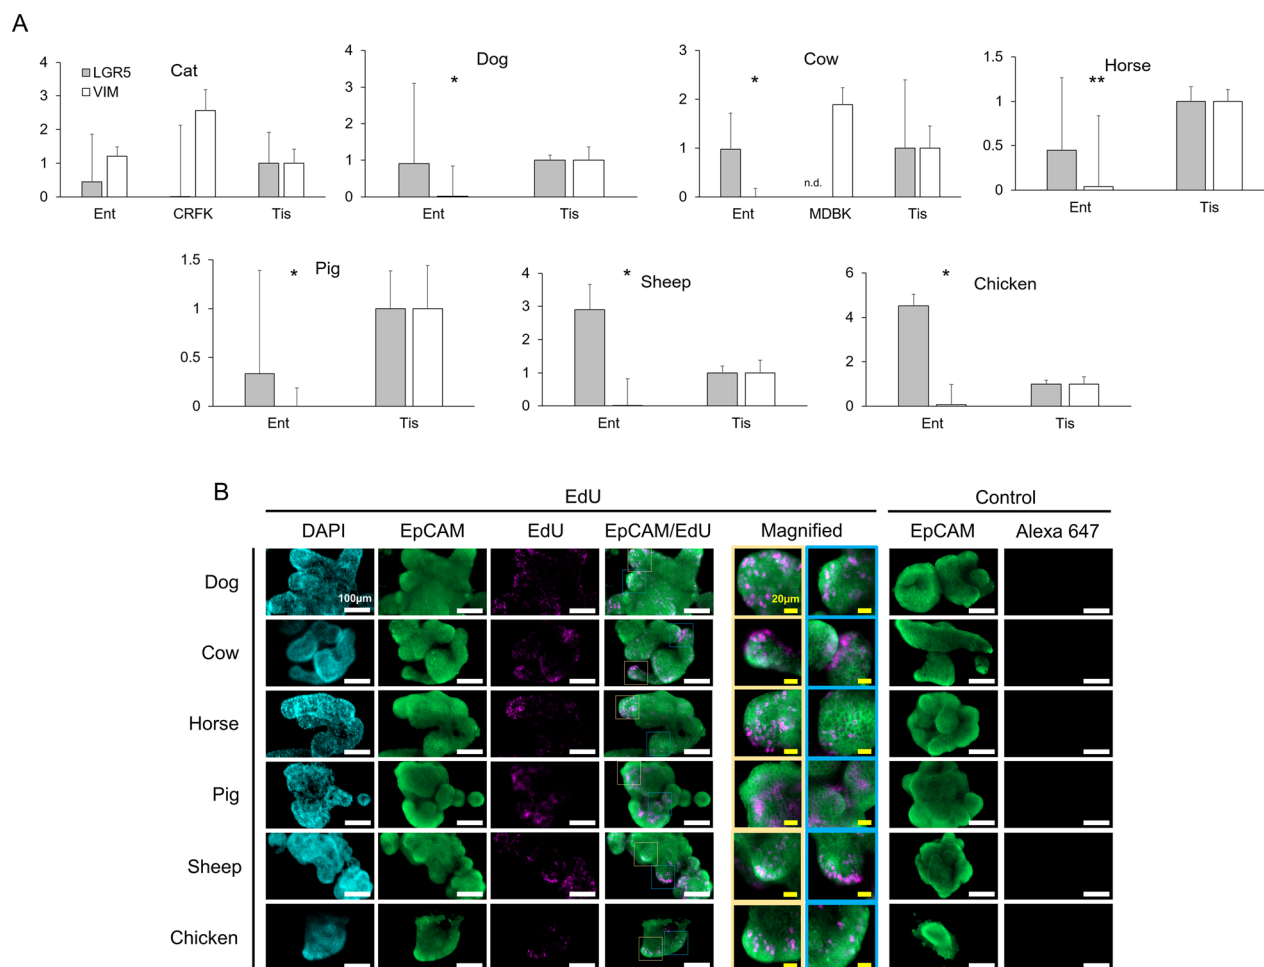 A
4
3
2
1
0
LGR5
VIM
Cat
Ent
CRFK
Tis
4
3
2
1
0
Dog
*
Ent
Tis
3
2
1
0
Cow
*
n.d.
Ent
MDBK
Tis
1.5
1
0.5
0
Horse
**
Ent
Tis
1.5
1
0.5
0
Pig
*
Ent
Tis
4
3
2
1
0
Sheep
*
Ent
Tis
6
4
2
0
Chicken
*
Ent
Tis
B
EdU
Control
DAPI
EpCAM
EdU
EpCAM/EdU
Magnified
EpCAM
Alexa 647
Dog
100µm
20µm
Cow
Horse
Pig
Sheep
Chicken